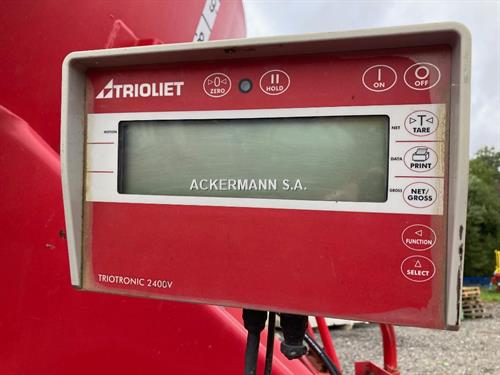 TRIOLIET
ZERO
HOLD
ON
OFF
MOTION
NET
TARE
DATA
PRINT
GROSS
NET/
GROSS
ACKERMANN S.A.
FUNCTION
SELECT
TRIOTRONIC 2400V